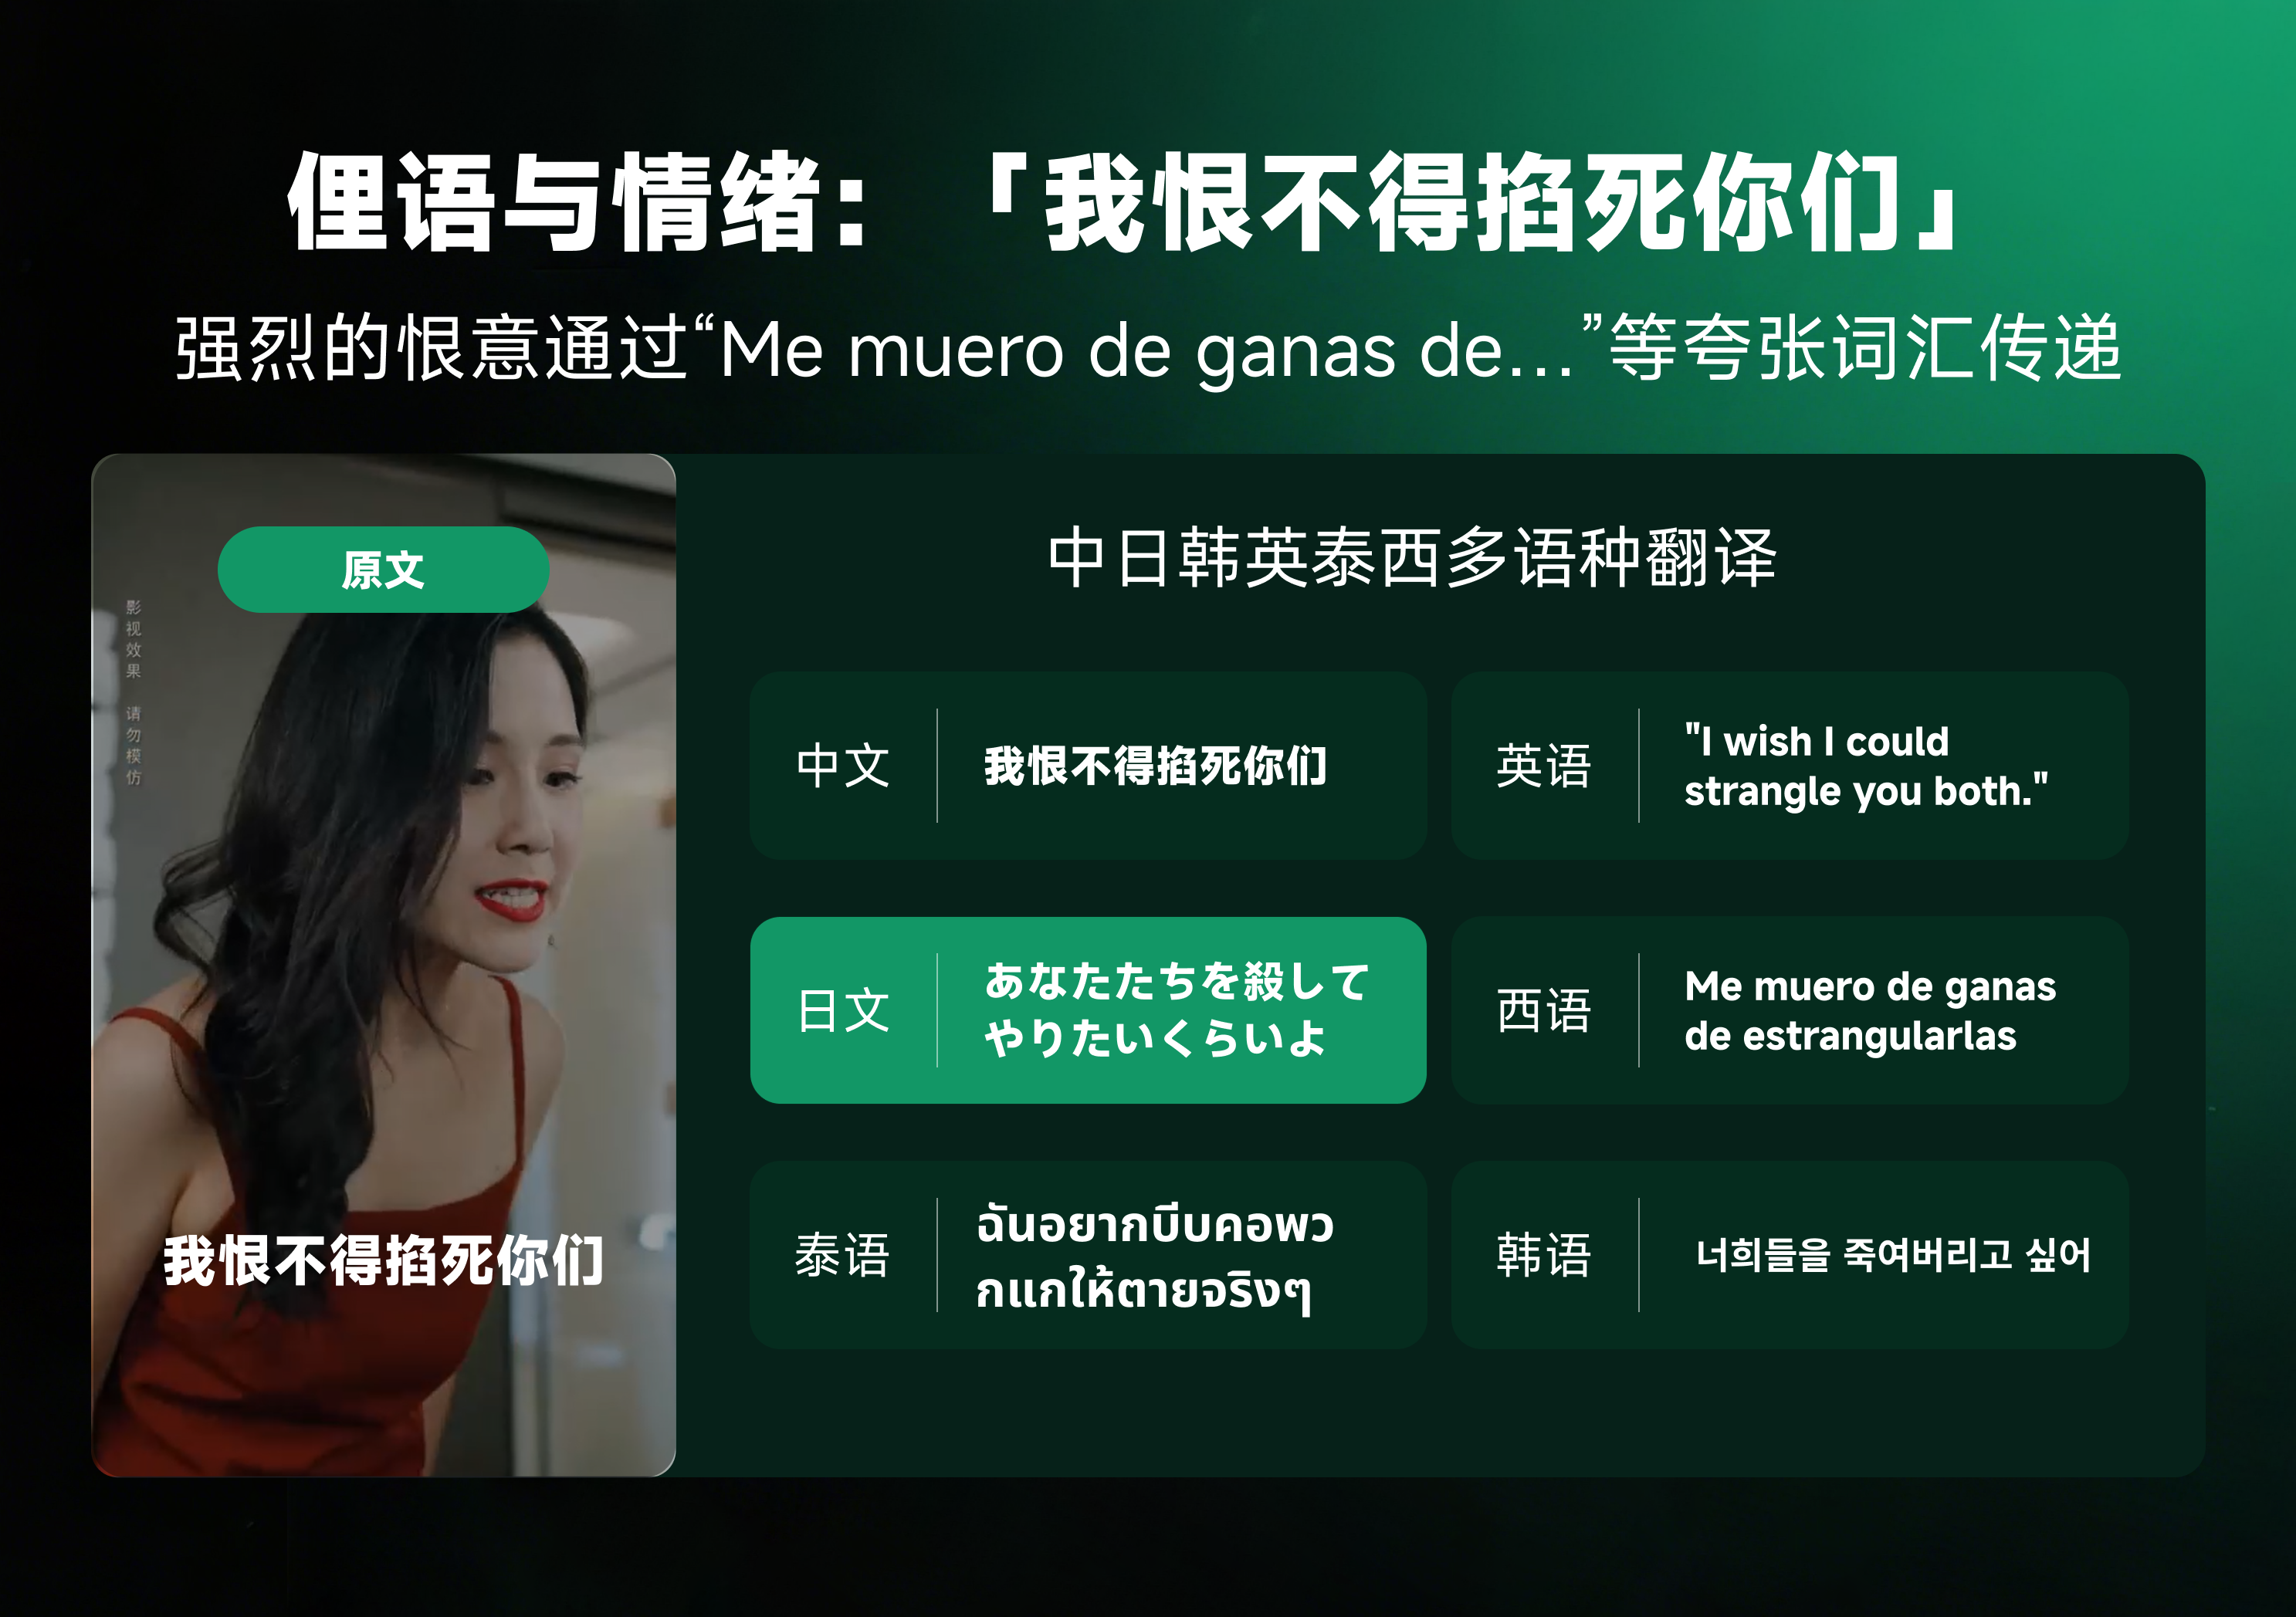 俚语与情绪：「我恨不得掐死你们」
强烈的恨意通过“Me muero de ganas de...”等夸张词汇传递
原文
影视效果 请勿模仿
我恨不得掐死你们
中日韩英泰西多语种翻译
中文
我恨不得掐死你们
英语
"I wish I could
strangle you both."
日文
あなたたちを殺して
やりたいくらいよ
西语
Me muero de ganas
de estrangularlas
泰语
ฉันอยากบีบคอพว
กแกให้ตายจริงๆ
韩语
너희들을 죽여버리고 싶어